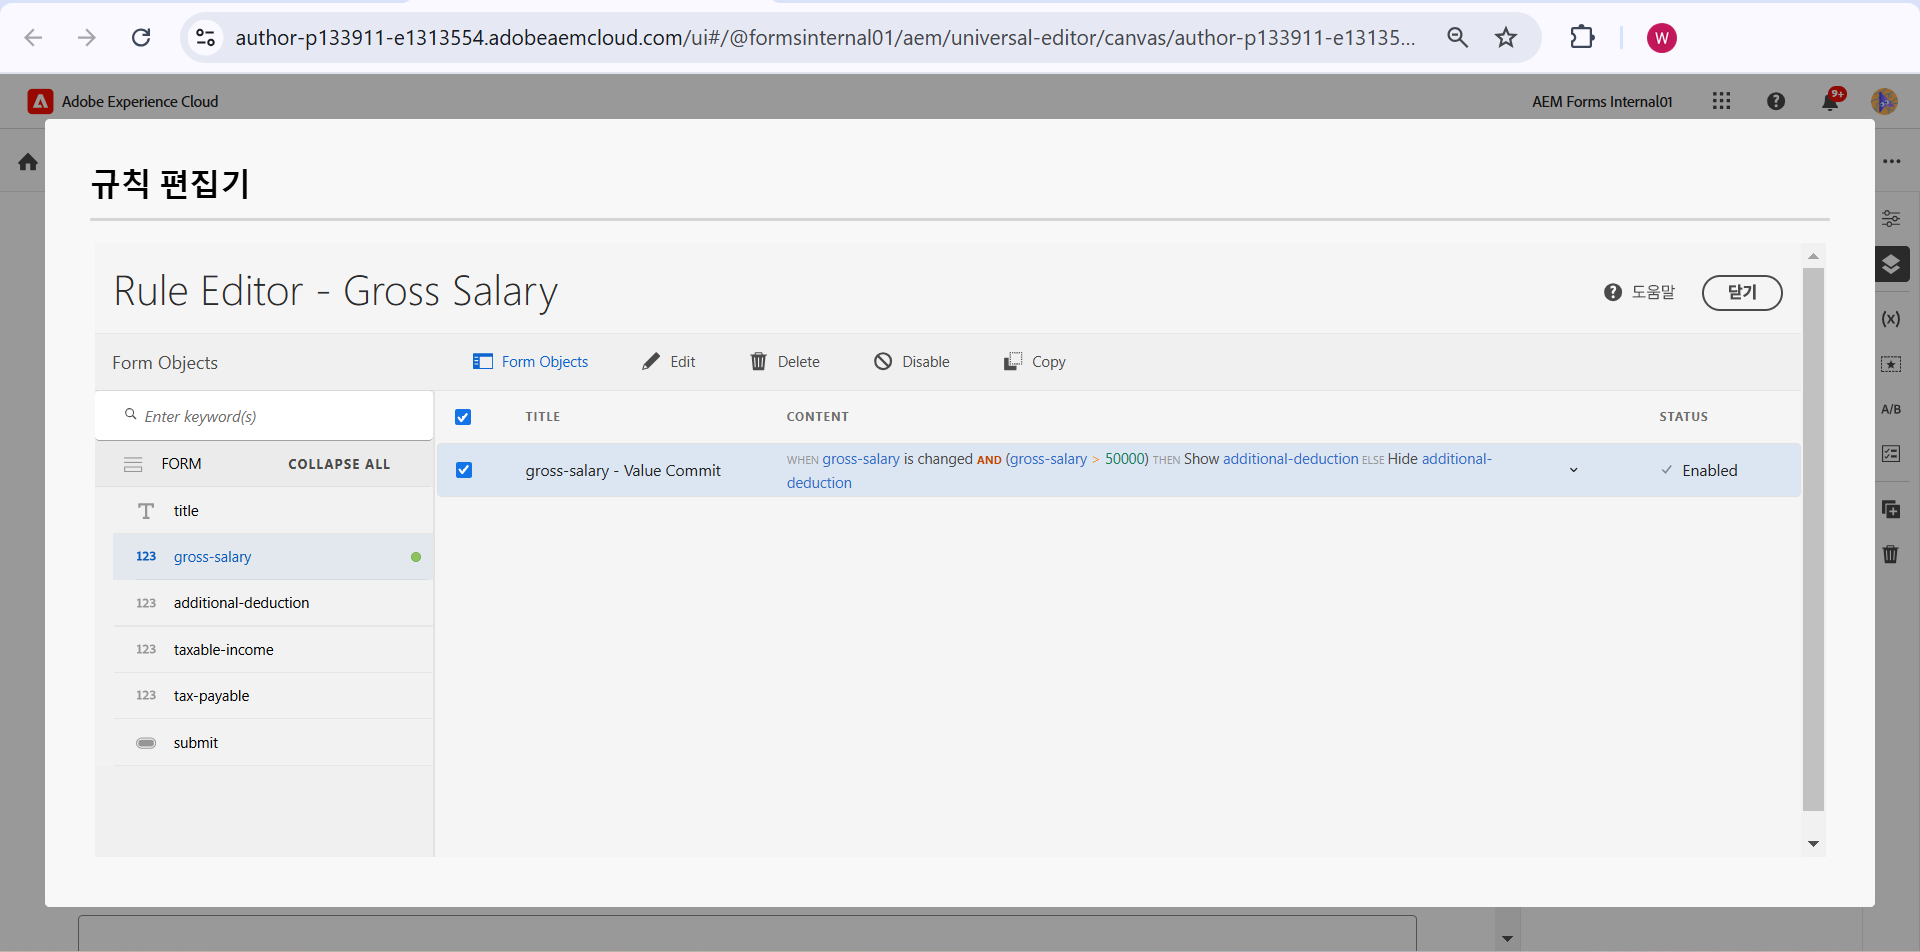 author-p133911-e1313554.adobeaemcloud.com/ui#/@formsinternal01/aem/universal-editor/canvas/author-p133911-e13135...
W
Adobe Experience Cloud
AEM Forms Internal01
9+
규칙 편집기
Rule Editor - Gross Salary
도움말
닫기
Form Objects
Form Objects
Edit
Delete
Disable
Copy
Enter keyword(s)
TITLE
CONTENT
STATUS
FORM
COLLAPSE ALL
gross-salary - Value Commit
WHEN gross-salary is changed AND (gross-salary > 50000) THEN Show additional-deduction ELSE Hide additional-
deduction
Enabled
title
123 gross-salary
123 additional-deduction
123 taxable-income
123 tax-payable
submit
(x)
A/B